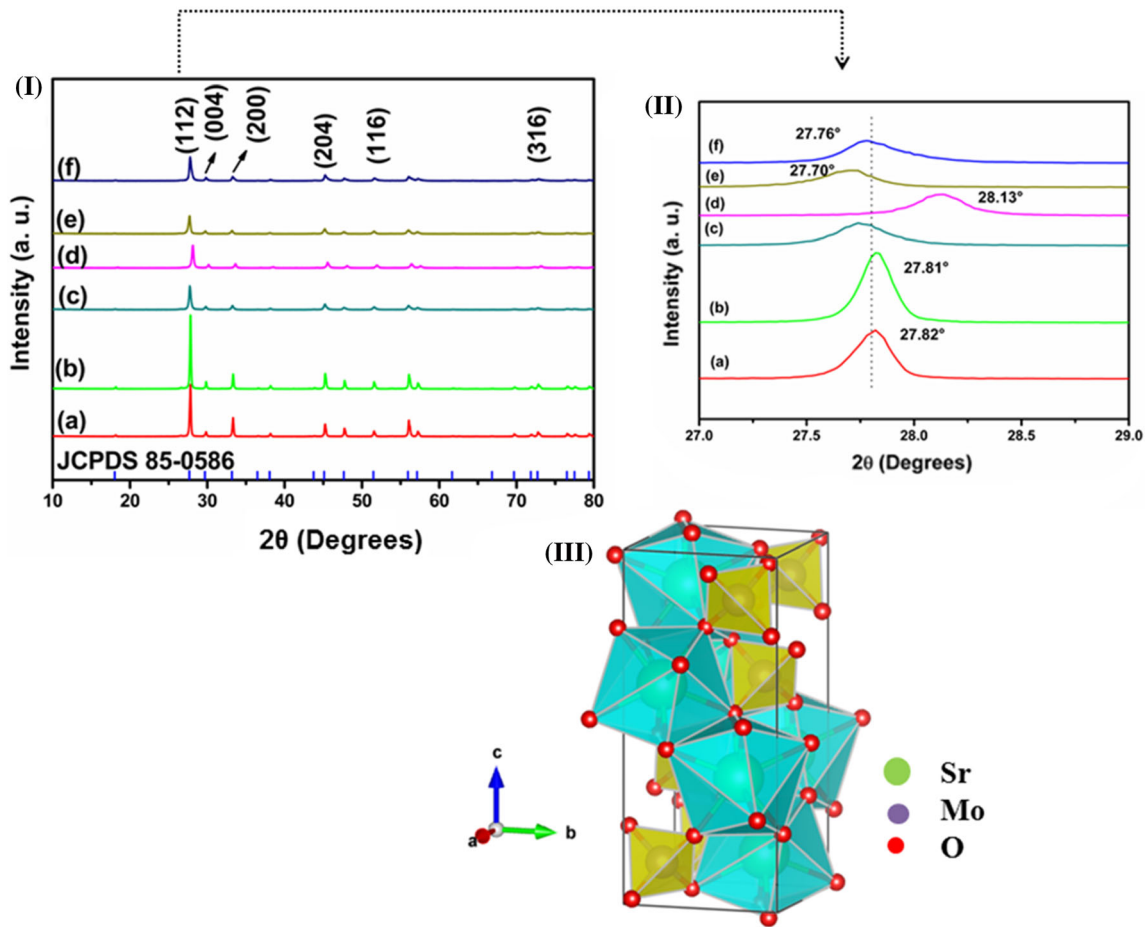 (I)
(112)
(004)
(200)
(204)
(116)
(316)
(f)
(e)
(d)
(c)
(b)
(a)
JCPDS 85-0586
10 20 30 40 50 60 70 80
2θ (Degrees)
Intensity (a. u.)
(II)
(f)
27.76°
(e)
27.70°
(d)
28.13°
(c)
(b)
27.81°
(a)
27.82°
27.0 27.5 28.0 28.5 29.0
2θ (Degrees)
Intensity (a. u.)
(III)
c
a
b
Sr
Mo
O